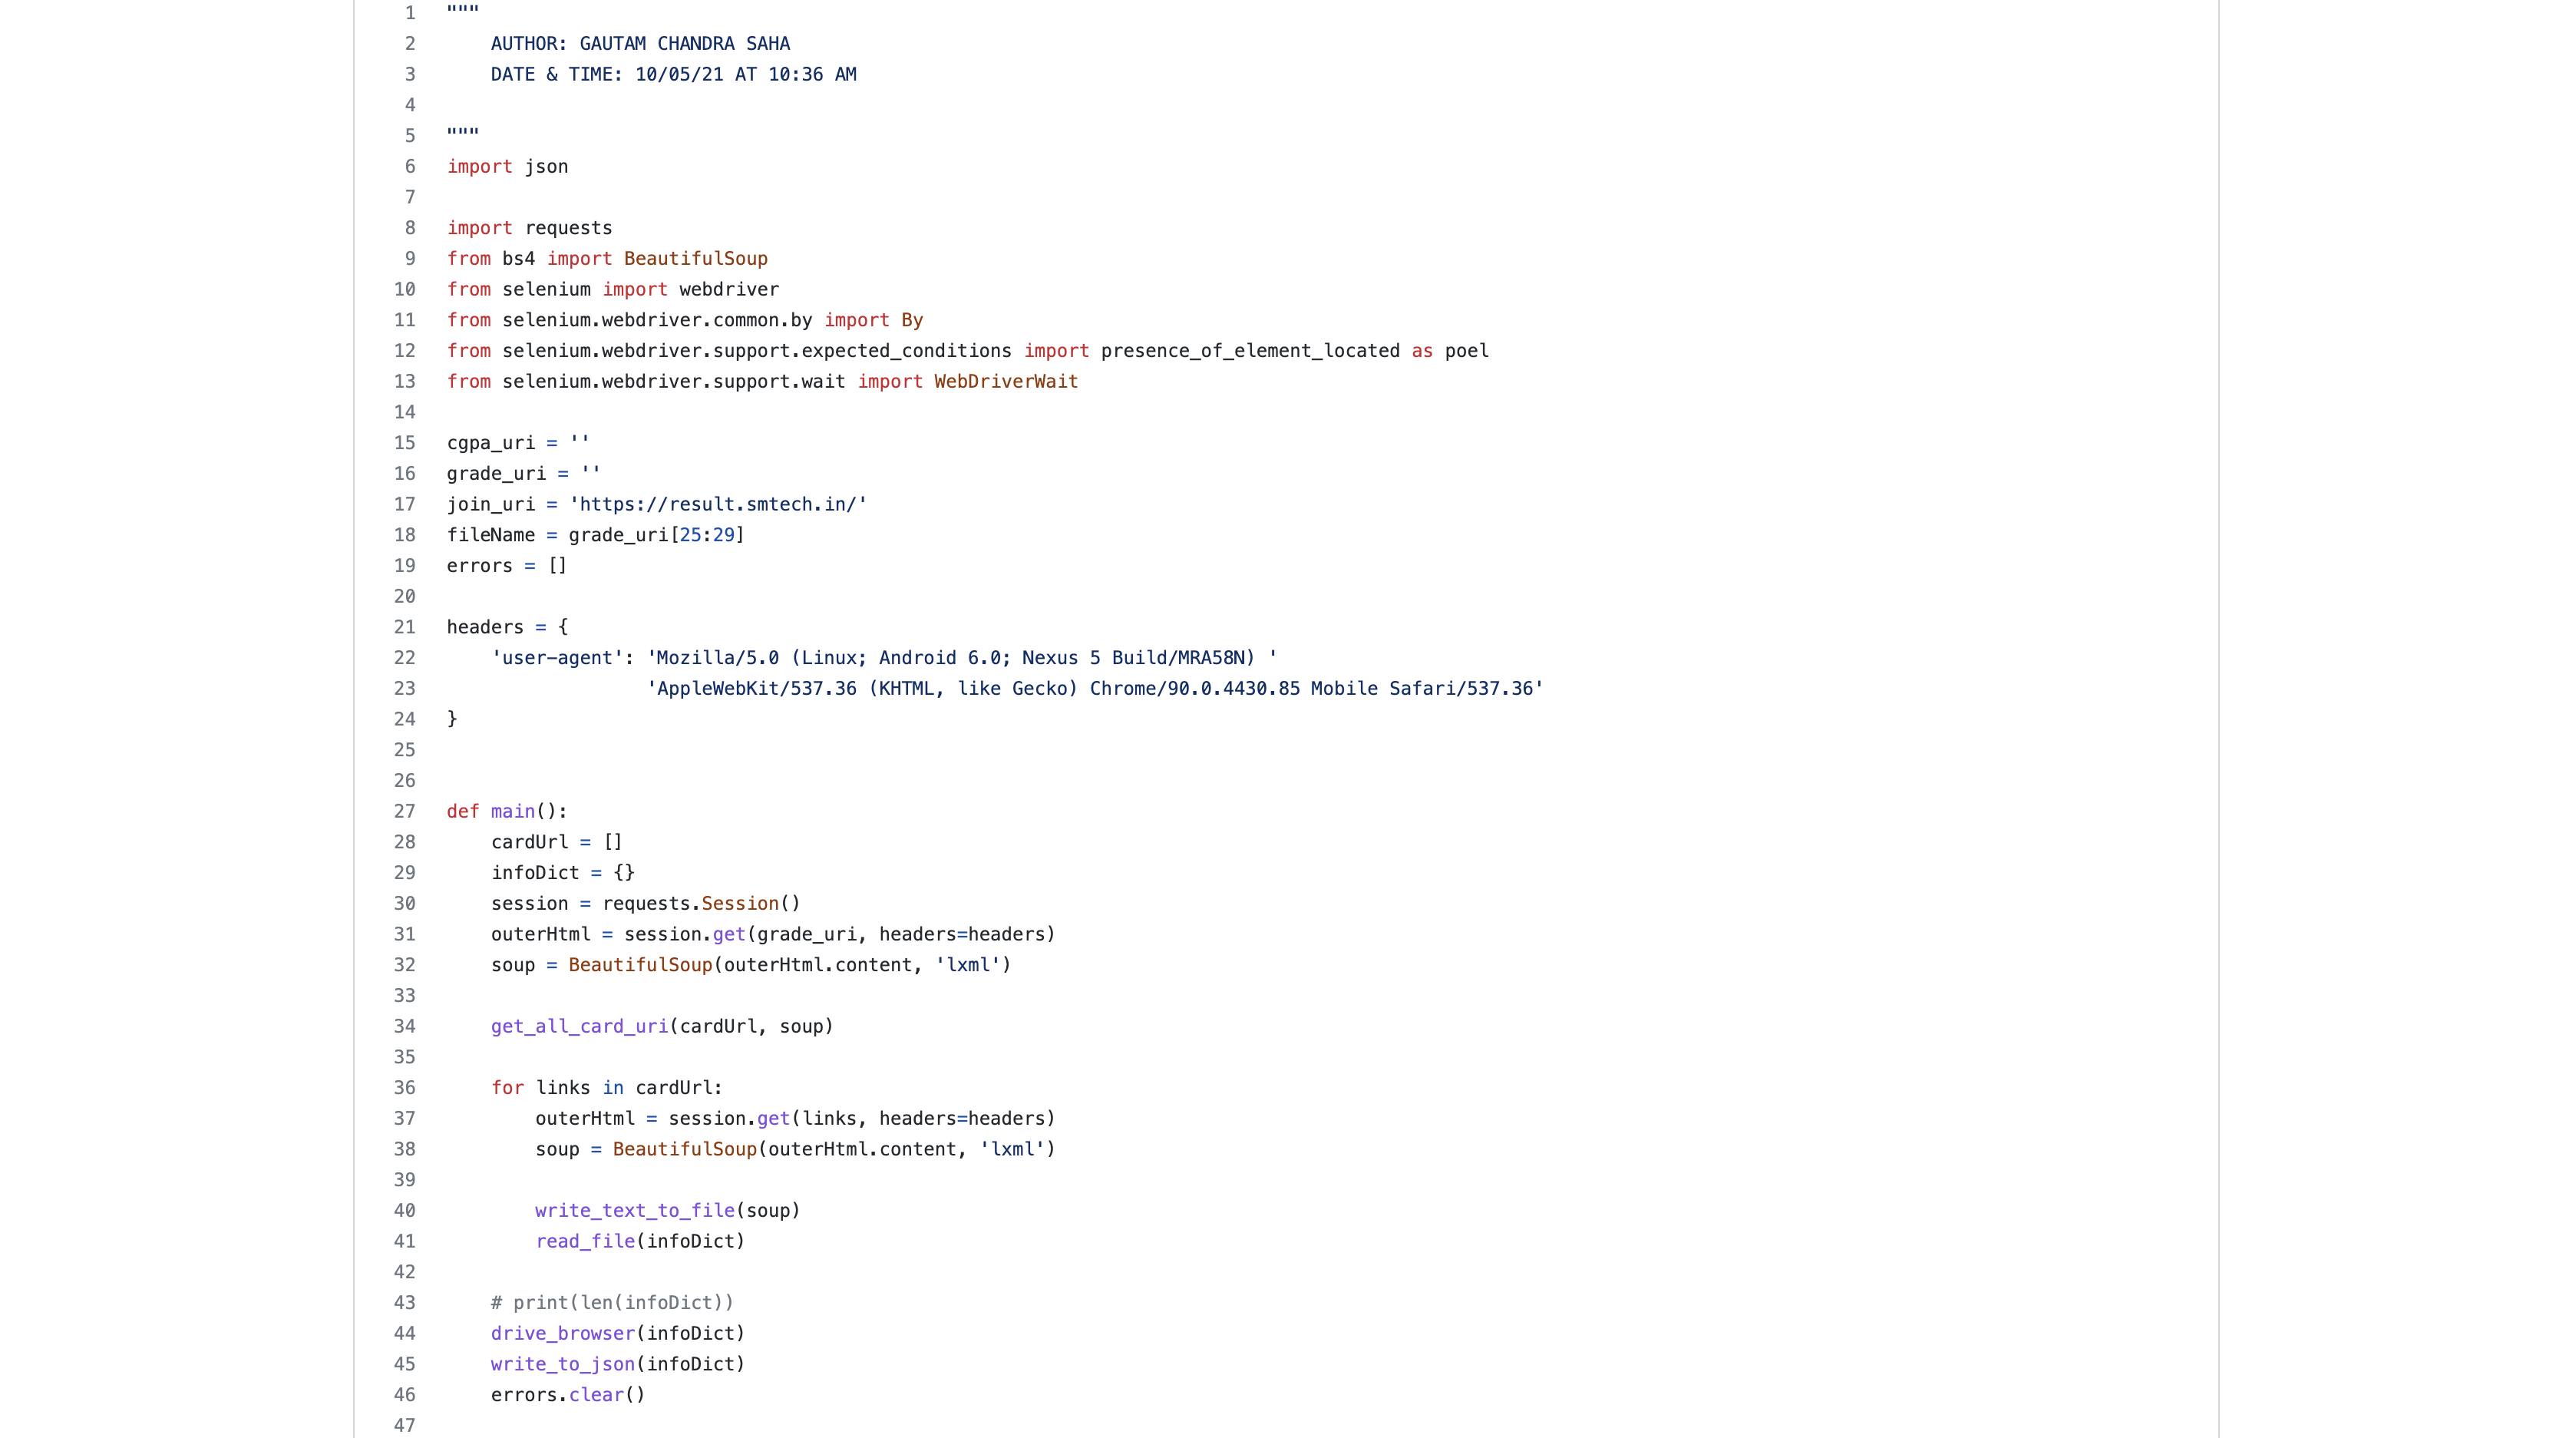 1 """
2     AUTHOR: GAUTAM CHANDRA SAHA
3     DATE & TIME: 10/05/21 AT 10:36 AM
4
5 """
6 import json
7
8 import requests
9 from bs4 import BeautifulSoup
10 from selenium import webdriver
11 from selenium.webdriver.common.by import By
12 from selenium.webdriver.support.expected_conditions import presence_of_element_located as poel
13 from selenium.webdriver.support.wait import WebDriverWait
14
15 cgpa_uri = ''
16 grade_uri = ''
17 join_uri = 'https://result.smtech.in/'
18 fileName = grade_uri[25:29]
19 errors = []
20
21 headers = {
22     'user-agent': 'Mozilla/5.0 (Linux; Android 6.0; Nexus 5 Build/MRA58N) '
23                   'AppleWebKit/537.36 (KHTML, like Gecko) Chrome/90.0.4430.85 Mobile Safari/537.36'
24 }
25
26
27 def main():
28     cardUrl = []
29     infoDict = {}
30     session = requests.Session()
31     outerHtml = session.get(grade_uri, headers=headers)
32     soup = BeautifulSoup(outerHtml.content, 'lxml')
33
34     get_all_card_uri(cardUrl, soup)
35
36     for links in cardUrl:
37         outerHtml = session.get(links, headers=headers)
38         soup = BeautifulSoup(outerHtml.content, 'lxml')
39
40         write_text_to_file(soup)
41         read_file(infoDict)
42
43     # print(len(infoDict))
44     drive_browser(infoDict)
45     write_to_json(infoDict)
46     errors.clear()
47